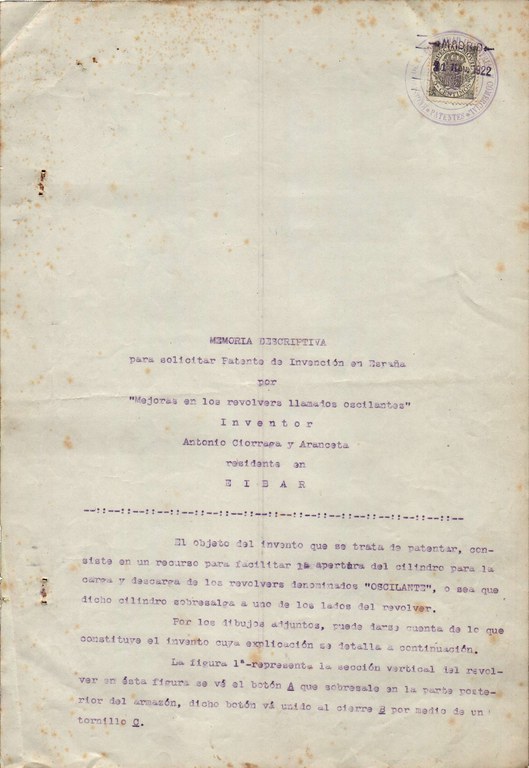 MADRID
1922
PATENTES
MEMORIA DESCRIPTIVA
para solicitar Patente de Invención en España
por
"Mejoras en los revolvers llamados oscilantes"
I n v e n t o r
Antonio Ciorraga y Aranceta
residente en
E I B A R
--::--::--::--::--::--::--::--::--::--::--::--::--::--::--::--::--
El objeto del invento que se trata de patentar, con-
siste en un recurso para facilitar la apertura del cilindro para la
carga y descarga de los revolvers denominados "OSCILANTE", o sea que
dicho cilindro sobresalga a uno de los lados del revolver.
Por los dibujos adjuntos, puede darse cuenta de lo que
constituye el invento cuya explicación se detalla a continuación.
La figura 1ª-representa la sección vertical del revol-
ver en ésta figura se vé el botón A que sobresale en la parte poste-
rior del armazón, dicho botón vá unido al cierre B por medio de un
tornillo C.